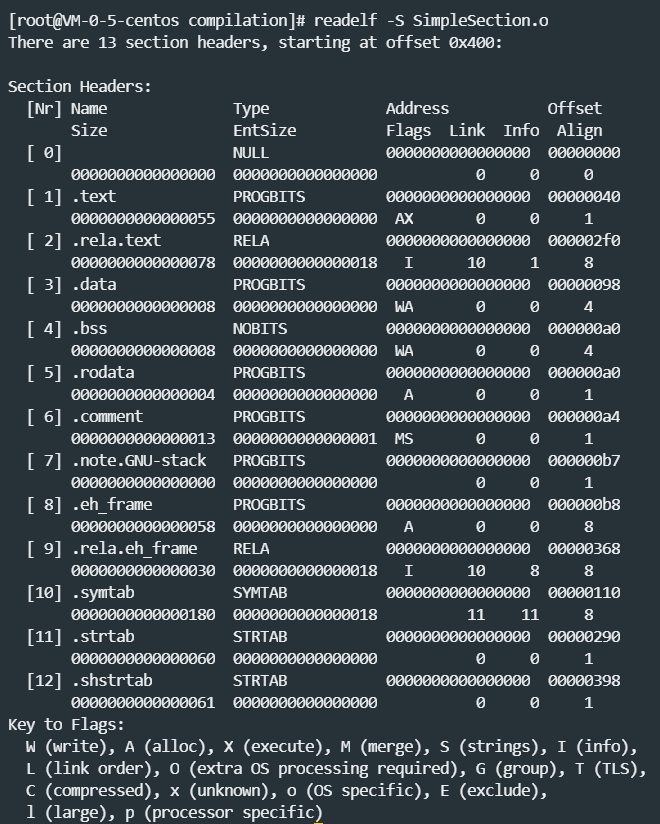 [root@VM-0-5-centos compilation]# readelf -S SimpleSection.o
There are 13 section headers, starting at offset 0x400:

Section Headers:
  [Nr] Name              Type             Address           Offset
       Size              EntSize          Flags  Link  Info  Align
  [ 0]                   NULL             0000000000000000  00000000
       0000000000000000  0000000000000000           0     0     0
  [ 1] .text             PROGBITS         0000000000000000  00000040
       0000000000000055  0000000000000000  AX       0     0     1
  [ 2] .rela.text        RELA             0000000000000000  000002f0
       0000000000000078  0000000000000018   I      10     1     8
  [ 3] .data             PROGBITS         0000000000000000  00000098
       0000000000000008  0000000000000000  WA       0     0     4
  [ 4] .bss              NOBITS           0000000000000000  000000a0
       0000000000000008  0000000000000000  WA       0     0     4
  [ 5] .rodata           PROGBITS         0000000000000000  000000a0
       0000000000000004  0000000000000000   A       0     0     1
  [ 6] .comment          PROGBITS         0000000000000000  000000a4
       0000000000000013  0000000000000001  MS       0     0     1
  [ 7] .note.GNU-stack   PROGBITS         0000000000000000  000000b7
       0000000000000000  0000000000000000           0     0     1
  [ 8] .eh_frame         PROGBITS         0000000000000000  000000b8
       0000000000000058  0000000000000000   A       0     0     8
  [ 9] .rela.eh_frame    RELA             0000000000000000  00000368
       0000000000000030  0000000000000018   I      10     8     8
  [10] .symtab           SYMTAB           0000000000000000  00000110
       0000000000000180  0000000000000018          11    11     8
  [11] .strtab           STRTAB           0000000000000000  00000290
       0000000000000060  0000000000000000           0     0     1
  [12] .shstrtab         STRTAB           0000000000000000  00000398
       0000000000000061  0000000000000000           0     0     1
Key to Flags:
  W (write), A (alloc), X (execute), M (merge), S (strings), I (info),
  L (link order), O (extra OS processing required), G (group), T (TLS),
  C (compressed), x (unknown), o (OS specific), E (exclude),
  l (large), p (processor specific)